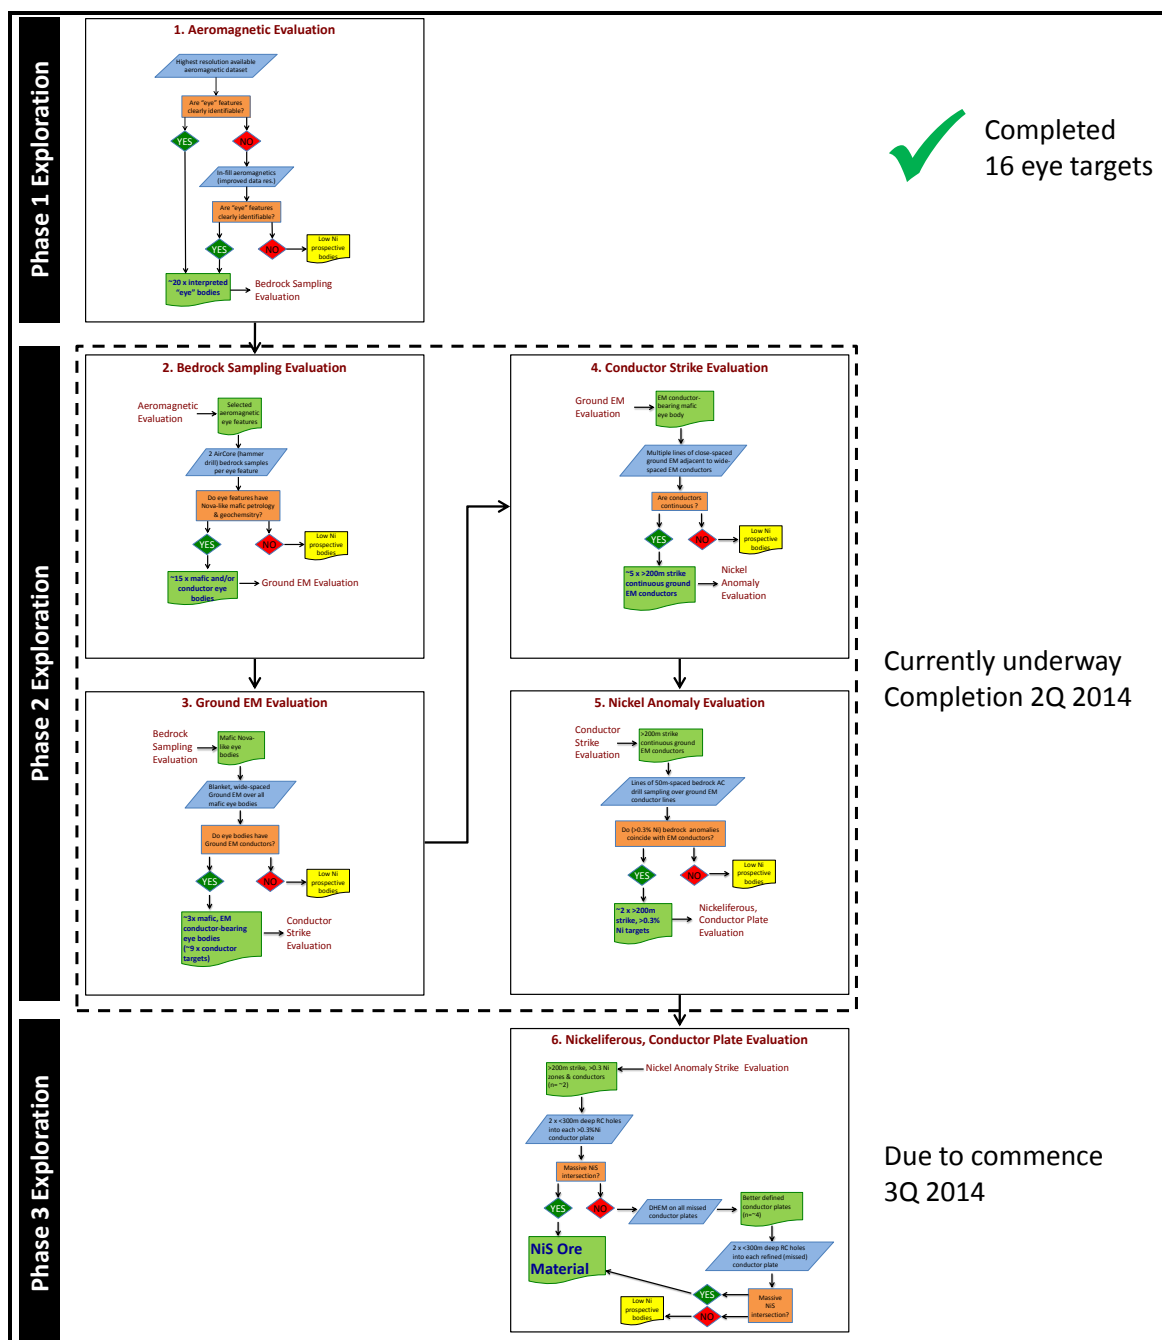 Phase 1 Exploration
1. Aeromagnetic Evaluation
Highest resolution available
aeromagnetic dataset
Are "eye" features
clearly identifiable?
YES
NO
In-fill aeromagnetics
(improved data res.)
Are "eye" features
clearly identifiable?
YES
NO
Low Ni
prospective
bodies
~20 x interpreted
"eye" bodies
Bedrock Sampling
Evaluation
Completed
16 eye targets
Phase 2 Exploration
2. Bedrock Sampling Evaluation
Aeromagnetic
Evaluation
Selected
aeromagnetic
eye features
2 AirCore (hammer
drill) bedrock samples
per eye feature
Do eye features have
Nova-like mafic petrology
& geochemsitry?
YES
NO
Low Ni
prospective
bodies
~15 x mafic and/or
conductor eye
bodies
Ground EM Evaluation
3. Ground EM Evaluation
Bedrock
Sampling
Evaluation
Mafic Nova-
like eye
bodies
Blanket, wide-spaced
Ground EM over all
mafic eye bodies
Do eye bodies have
Ground EM conductors?
YES
NO
Low Ni
prospective
bodies
~3x mafic, EM
conductor-bearing
eye bodies
(~9 x conductor
targets)
Conductor
Strike
Evaluation
4. Conductor Strike Evaluation
Ground EM
Evaluation
EM conductor-
bearing mafic
eye body
Multiple lines of close-spaced
ground EM adjacent to wide-
spaced EM conductors
Are conductors
continuous ?
YES
NO
Low Ni
prospective
bodies
~5 x >200m strike
continuous ground
EM conductors
Nickel
Anomaly
Evaluation
5. Nickel Anomaly Evaluation
Conductor
Strike
Evaluation
>200m strike
continuous ground
EM conductors
Lines of 50m-spaced bedrock AC
drill sampling over ground EM
conductor lines
Do (>0.3% Ni) bedrock anomalies
coincide with EM conductors?
YES
NO
Low Ni
prospective
bodies
~2 x >200m
strike, >0.3%
Ni targets
Nickeliferous,
Conductor Plate
Evaluation
Currently underway
Completion 2Q 2014
Phase 3 Exploration
6. Nickeliferous, Conductor Plate Evaluation
>200m strike, >0.3 Ni
zones & conductors
(n= ~2)
Nickel Anomaly Strike Evaluation
2 x <300m deep RC holes
into each >0.3%Ni
conductor plate
Massive NiS
intersection?
YES
NO
DHEM on all missed
conductor plates
Better defined
conductor plates
(n=~4)
2 x <300m deep RC holes
into each refined (missed)
conductor plate
Massive
NiS
intersection?
YES
NO
NiS Ore
Material
Low Ni
prospective
bodies
Due to commence
3Q 2014